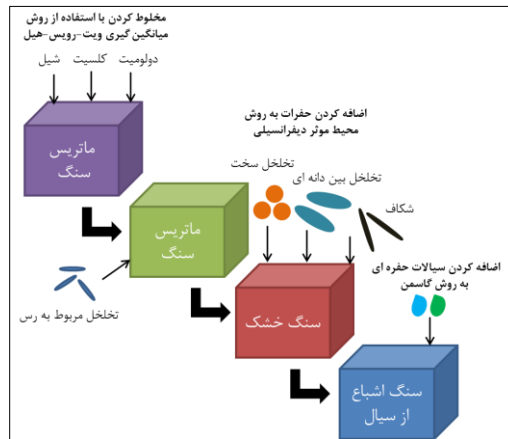 مخلوط کردن با استفاده از روش
میانگین گیری ویت-رویس-هیل
دولومیت
کلسیت
شیل
ماتریس
سنگ
اضافه کردن حفرات به روش
محیط موثر دیفرانسیلی
تخلخل سخت
تخلخل بین دانه ای
شکاف
ماتریس
سنگ
تخلخل مربوط به رس
سنگ خشک
اضافه کردن سیالات حفره ای
به روش گاسمن
سنگ اشباع
از سیال